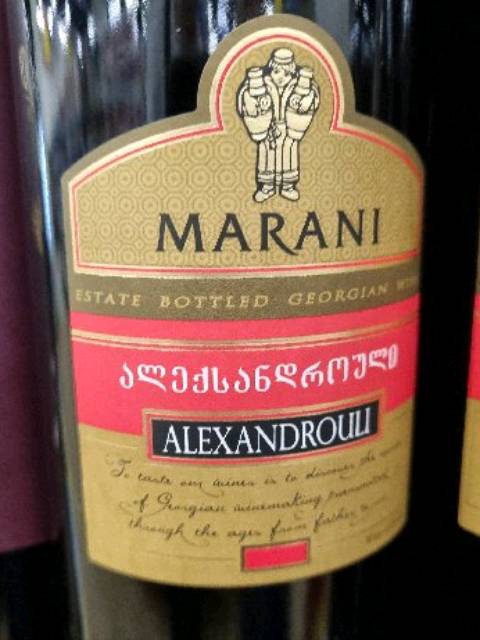 MARANI
ESTATE BOTTLED GEORGIAN
ალექსანდროული
ALEXANDROULI
To taste our wines is to discover the
of Georgian winemaking
through the ages from father